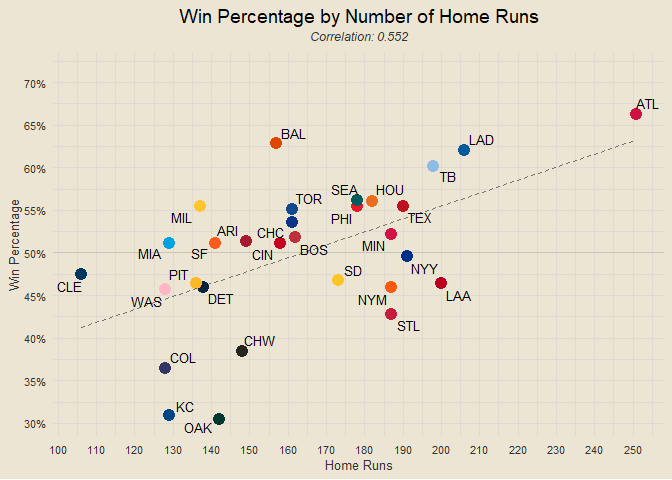 Win Percentage by Number of Home Runs
Correlation: 0.552
70%
ATL
65%
BAL
LAD
60%
TB
SEA
HOU
TOR
55%
MIL
PHI
TEX
ARI
CHC
MIN
BOS
50%
MIA
SF
CIN
NYY
PIT
SD
CLE
LAA
45%
WAS
DET
NYM
STL
40%
CHW
COL
35%
KC
OAK
30%
Win Percentage
100 110 120 130 140 150 160 170 180 190 200 210 220 230 240 250
Home Runs